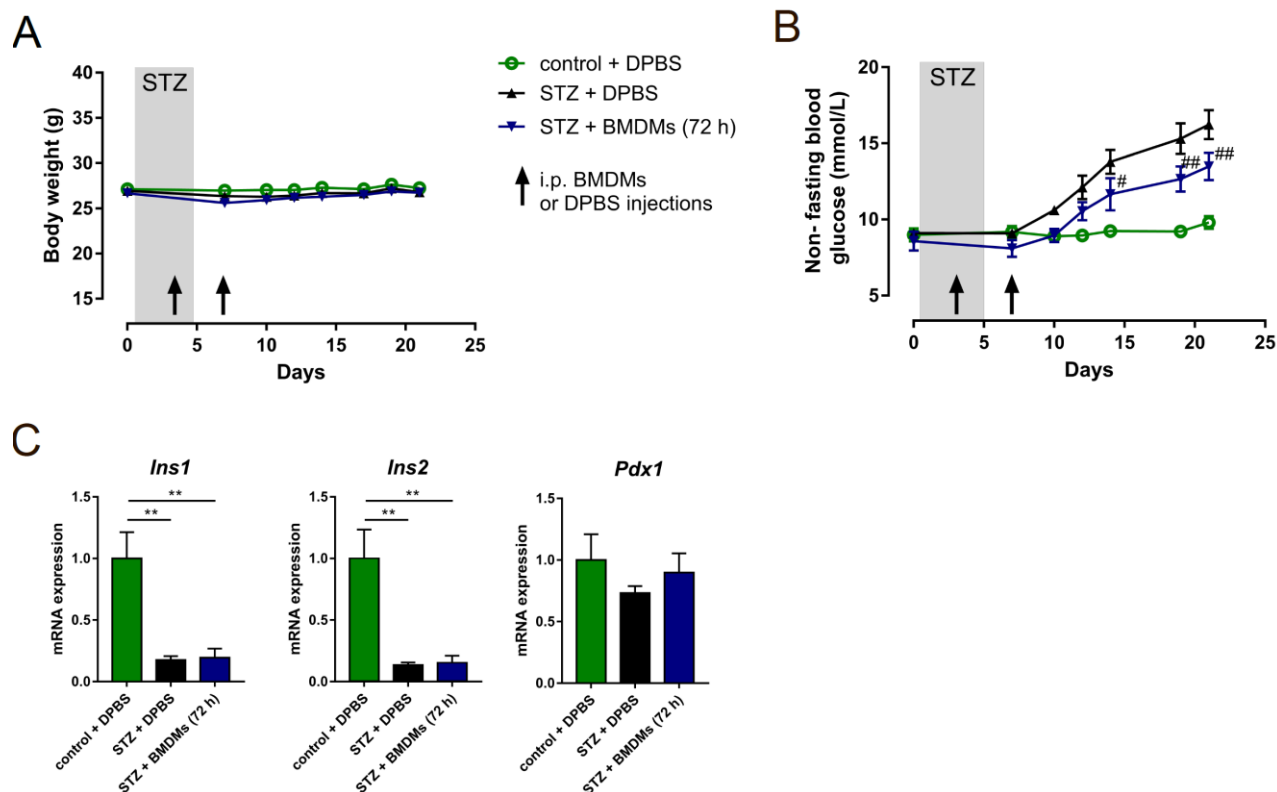 A
Body weight (g)
40
35
30
25
20
15
STZ
0 5 10 15 20 25
Days
control + DPBS
STZ + DPBS
STZ + BMDMs (72 h)
i.p. BMDMs
or DPBS injections
B
Non- fasting blood
glucose (mmol/L)
20
15
10
5
STZ
#
##
##
0 5 10 15 20 25
Days
C
Ins1
mRNA expression
1.5
1.0
0.5
0.0
**
**
control + DPBS
STZ + DPBS
STZ + BMDMs (72 h)
Ins2
mRNA expression
1.5
1.0
0.5
0.0
**
**
control + DPBS
STZ + DPBS
STZ + BMDMs (72 h)
Pdx1
mRNA expression
1.5
1.0
0.5
0.0
control + DPBS
STZ + DPBS
STZ + BMDMs (72 h)